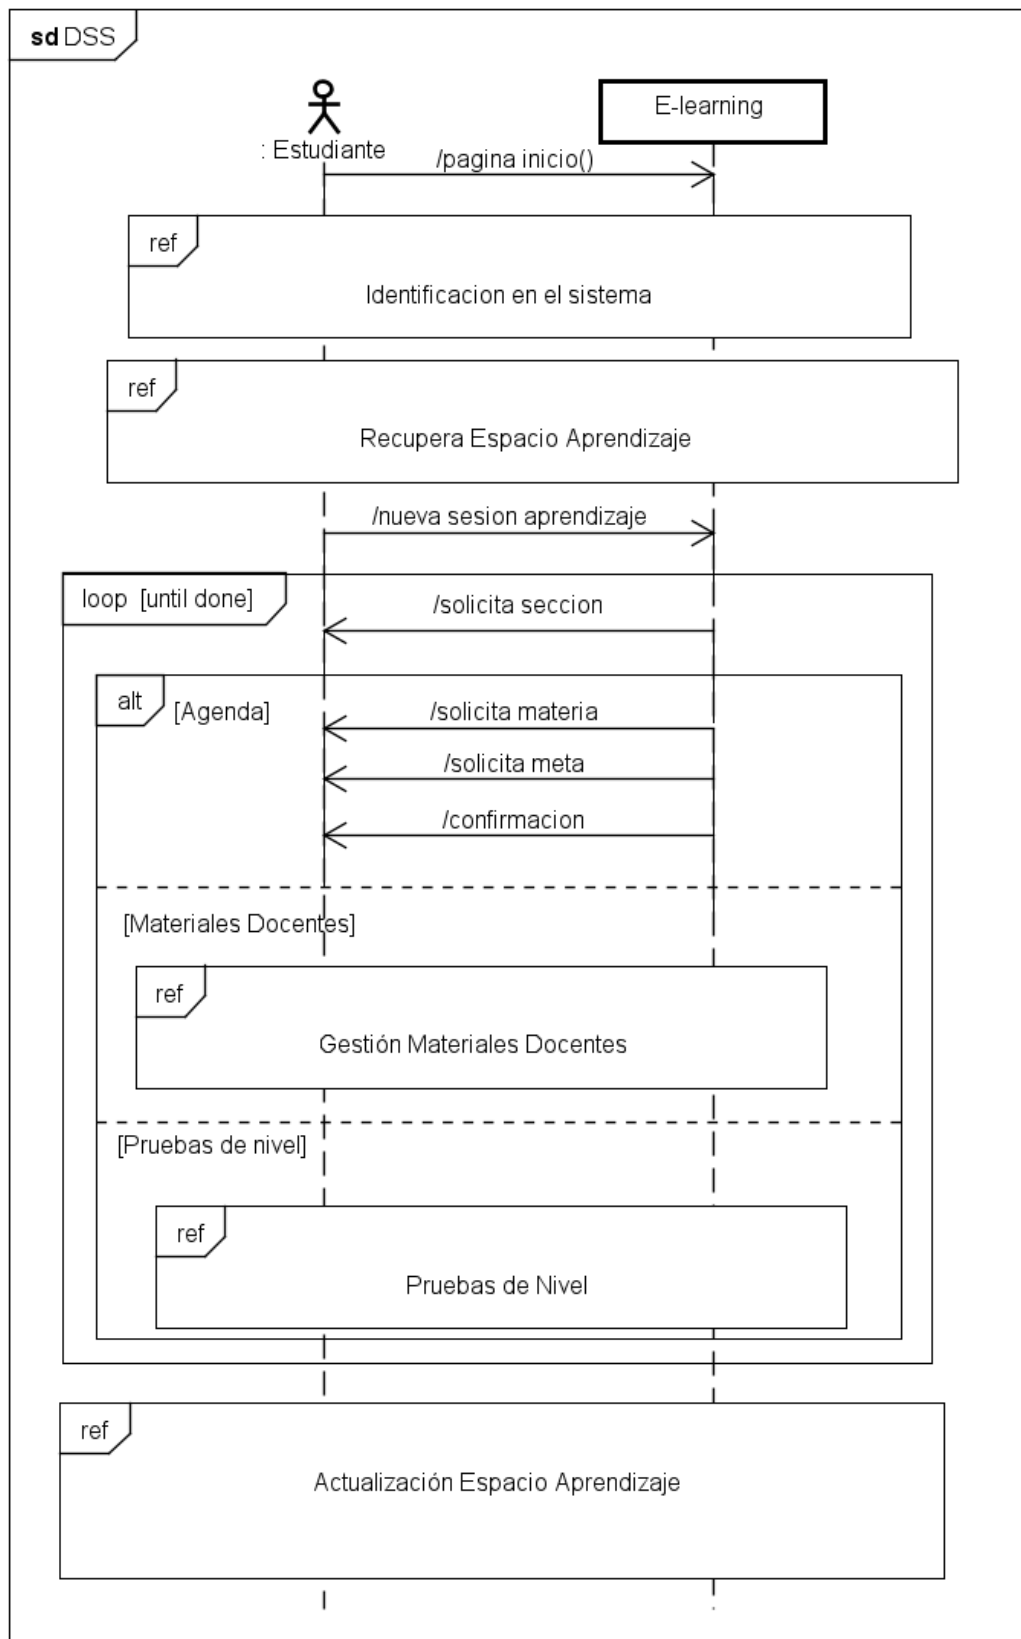 sd DSS
E-learning
: Estudiante
/pagina inicio()
ref
Identificacion en el sistema
ref
Recupera Espacio Aprendizaje
/nueva sesion aprendizaje
loop [until done]
/solicita seccion
alt
[Agenda]
/solicita materia
/solicita meta
/confirmacion
[Materiales Docentes]
ref
Gestión Materiales Docentes
[Pruebas de nivel]
ref
Pruebas de Nivel
ref
Actualización Espacio Aprendizaje